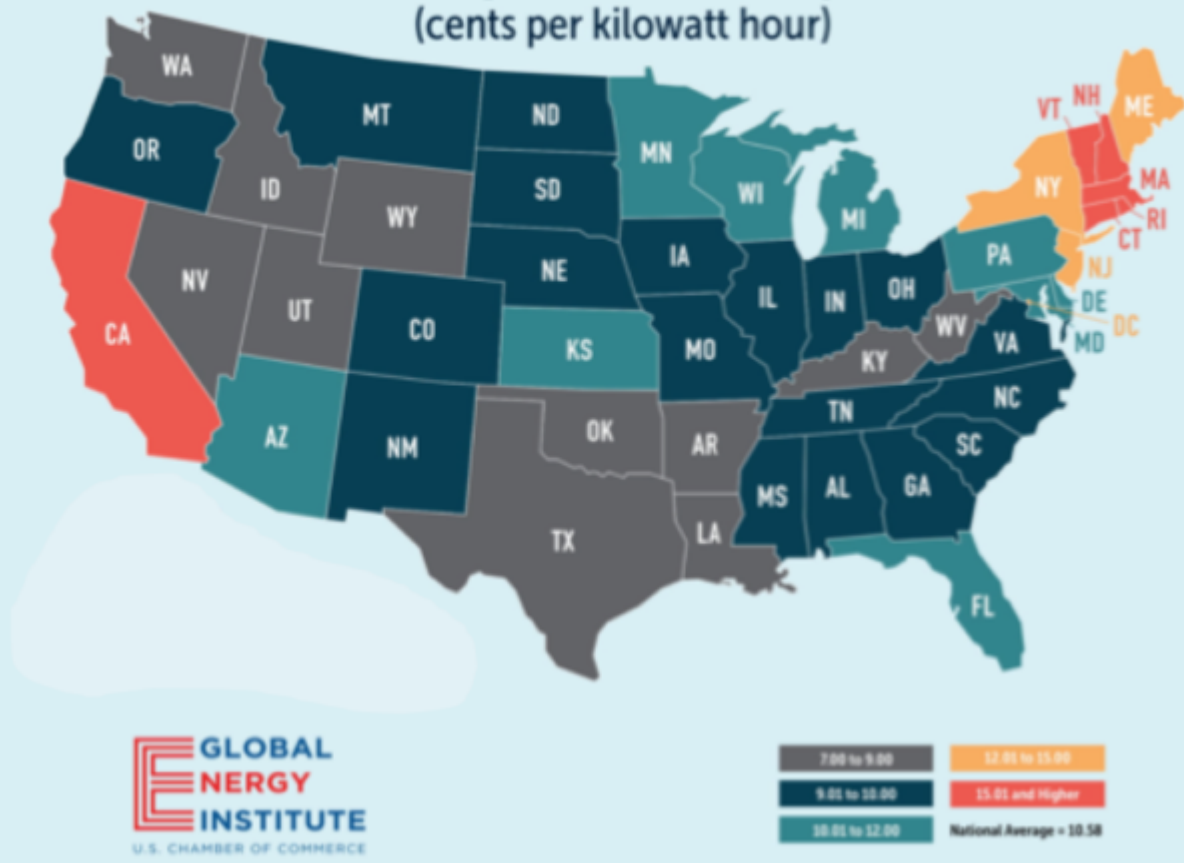 (cents per kilowatt hour)
WA
MT
ND
MN
VT
NH
ME
OR
ID
WY
SD
WI
MI
NY
MA
RI
CT
NV
UT
NE
IA
PA
NJ
CA
CO
KS
MO
IL
IN
OH
WV
VA
KY
DE
DC
MD
AZ
NM
OK
AR
TN
NC
SC
MS
AL
GA
TX
LA
FL
GLOBAL
ENERGY
INSTITUTE
U.S. CHAMBER OF COMMERCE
7.00 to 9.00
12.01 to 15.00
9.01 to 10.00
15.01 and Higher
10.01 to 12.00
National Average = 10.58